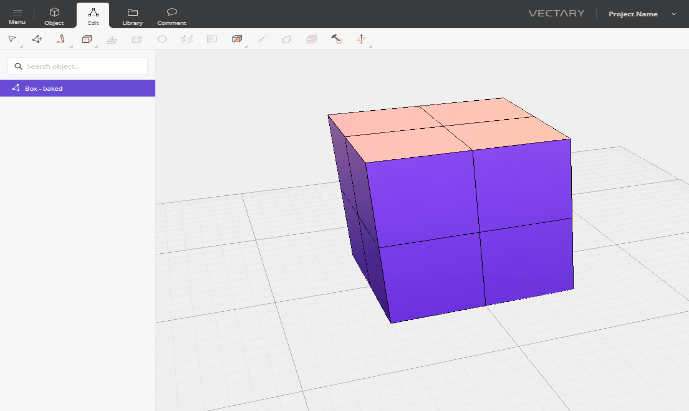 Menu
Object
Edit
Library
Comment
VECTARY
Project Name
Search object...
Box - baked